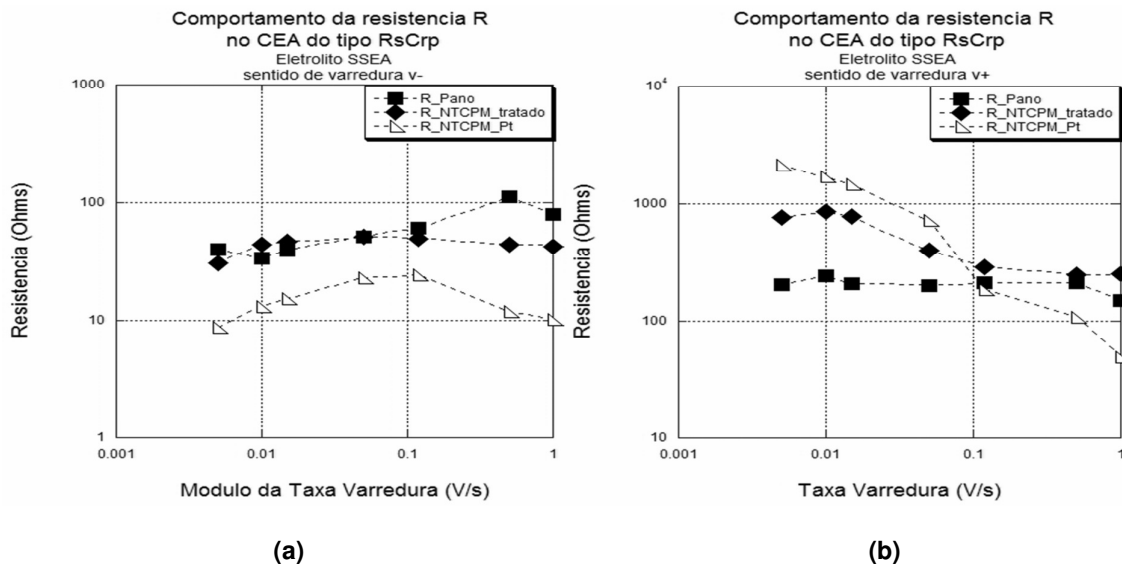 Comportamento da resistencia R
no CEA do tipo RsCrp
Eletrolito SSEA
sentido de varredura v-
1000
100
10
1
0.001
0.01
0.1
1
R_Pano
R_NTCPM_tratado
R_NTCPM_Pt
Resistencia (Ohms)
Modulo da Taxa Varredura (V/s)
(a)
Comportamento da resistencia R
no CEA do tipo RsCrp
Eletrolito SSEA
sentido de varredura v+
10⁴
1000
100
10
0.001
0.01
0.1
1
R_Pano
R_NTCPM_tratado
R_NTCPM_Pt
Resistencia (Ohms)
Taxa Varredura (V/s)
(b)